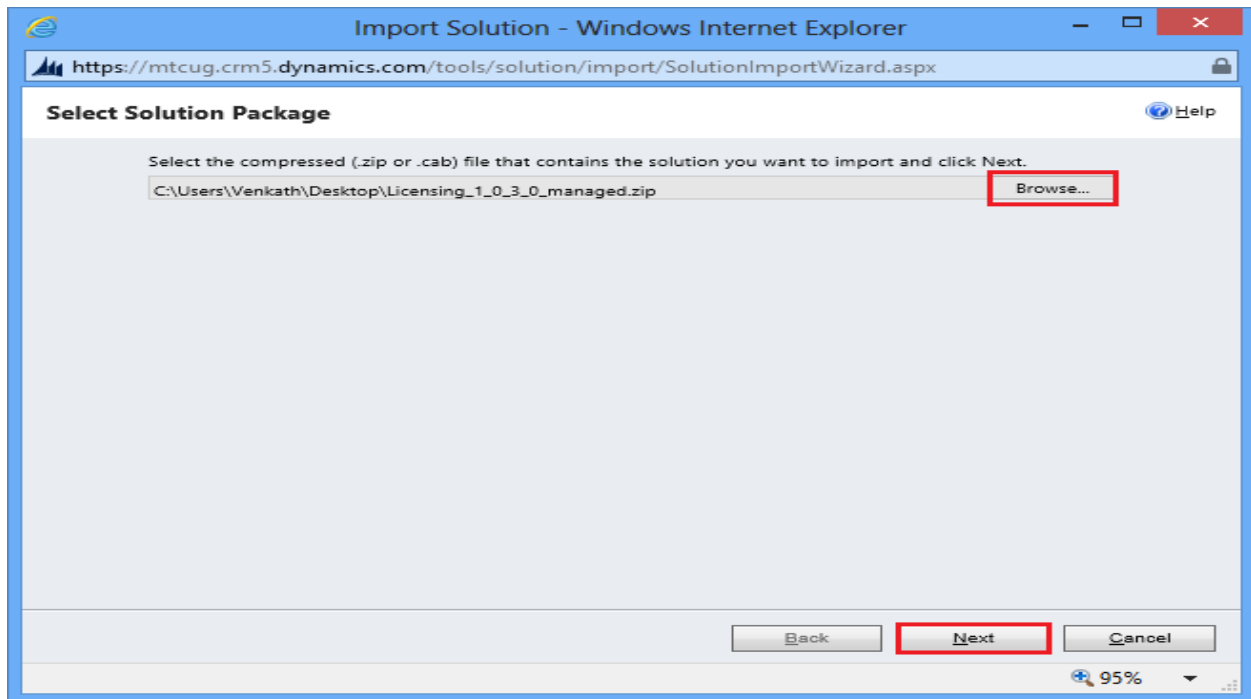 Import Solution - Windows Internet Explorer
https://mtcug.crm5.dynamics.com/tools/solution/import/SolutionImportWizard.aspx
Select Solution Package
Help
Select the compressed (.zip or .cab) file that contains the solution you want to import and click Next.
C:\Users\Venkath\Desktop\Licensing_1_0_3_0_managed.zip
Browse...
Back
Next
Cancel
95%